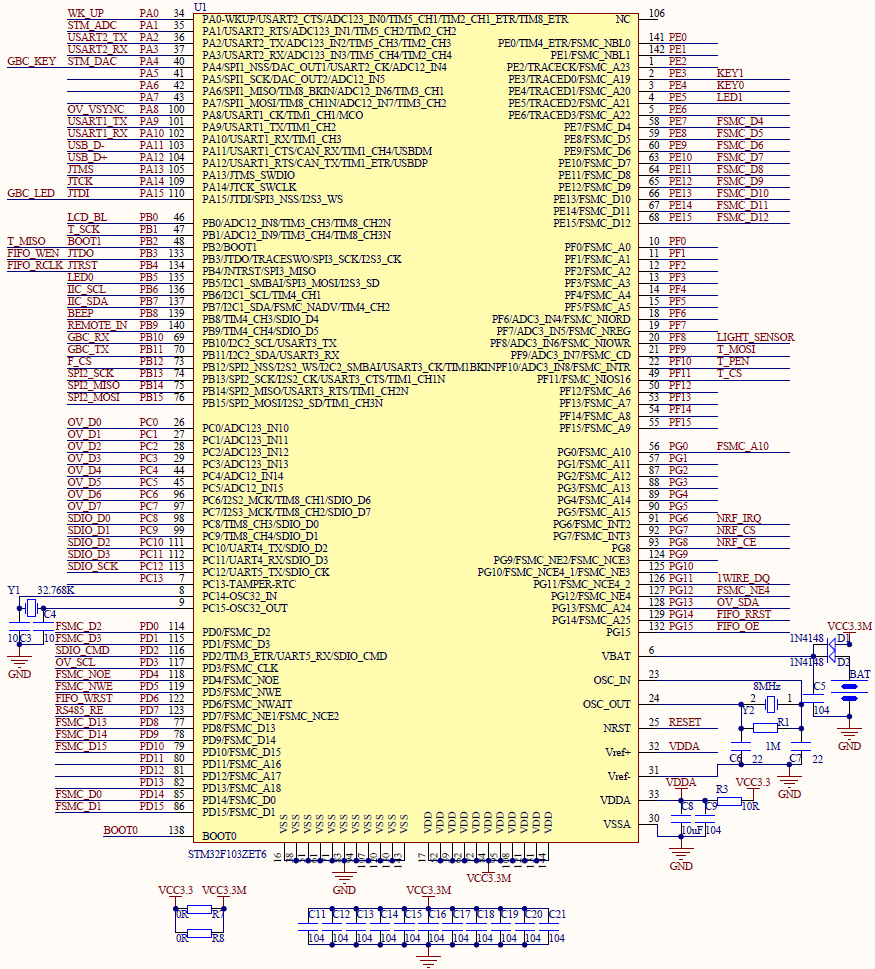 U1
WK_UP PA0 34 PA0-WKUP/USART2_CTS/ADC123_IN0/TIM5_CH1/TIM2_CH1_ETR/TIM8_ETR
STM_ADC PA1 35 PA1/USART2_RTS/ADC123_IN1/TIM5_CH2/TIM2_CH2
USART2_TX PA2 36 PA2/USART2_TX/ADC123_IN2/TIM5_CH3/TIM2_CH3
USART2_RX PA3 37 PA3/USART2_RX/ADC123_IN3/TIM5_CH4/TIM2_CH4
GBC_KEY STM_DAC PA4 40 PA4/SPI1_NSS/DAC_OUT1/USART2_CK/ADC12_IN4
PA5 41 PA5/SPI1_SCK/DAC_OUT2/ADC12_IN5
PA6 42 PA6/SPI1_MISO/TIM8_BKIN/ADC12_IN6/TIM3_CH1
PA7 43 PA7/SPI1_MOSI/TIM8_CH1N/ADC12_IN7/TIM3_CH2
OV_VSYNC PA8 100 PA8/USART1_CK/TIM1_CH1/MCO
USART1_TX PA9 101 PA9/USART1_TX/TIM1_CH2
USART1_RX PA10 102 PA10/USART1_RX/TIM1_CH3
USB_D- PA11 103 PA11/USART1_CTS/CAN_RX/TIM1_CH4/USBDM
USB_D+ PA12 104 PA12/USART1_RTS/CAN_TX/TIM1_ETR/USBDP
JTMS PA13 105 PA13/JTMS_SWDIO
JTCK PA14 109 PA14/JTCK_SWCLK
GBC_LED JTDI PA15 110 PA15/JTDI/SPI3_NSS/I2S3_WS
LCD_BL PB0 46 PB0/ADC12_IN8/TIM3_CH3/TIM8_CH2N
T_SCK PB1 47 PB1/ADC12_IN9/TIM3_CH4/TIM8_CH3N
T_MISO BOOT1 PB2 48 PB2/BOOT1
FIFO_WEN JTDO PB3 133 PB3/JTDO/TRACESWO/SPI3_SCK/I2S3_CK
FIFO_RCLK JTRST PB4 134 PB4/JNTRST/SPI3_MISO
LED0 PB5 135 PB5/I2C1_SMBAI/SPI3_MOSI/I2S3_SD
IIC_SCL PB6 136 PB6/I2C1_SCL/TIM4_CH1
IIC_SDA PB7 137 PB7/I2C1_SDA/FSMC_NADV/TIM4_CH2
BEEP PB8 139 PB8/TIM4_CH3/SDIO_D4
REMOTE_IN PB9 140 PB9/TIM4_CH4/SDIO_D5
GBC_RX PB10 69 PB10/I2C2_SCL/USART3_TX
GBC_TX PB11 70 PB11/I2C2_SDA/USART3_RX
F_CS PB12 73 PB12/SPI2_NSS/I2S2_WS/I2C2_SMBAI/USART3_CK/TIM1BKIN
SPI2_SCK PB13 74 PB13/SPI2_SCK/I2S2_CK/USART3_CTS/TIM1_CH1N
SPI2_MISO PB14 75 PB14/SPI2_MISO/USART3_RTS/TIM1_CH2N
SPI2_MOSI PB15 76 PB15/SPI2_MOSI/I2S2_SD/TIM1_CH3N
OV_D0 PC0 26 PC0/ADC123_IN10
OV_D1 PC1 27 PC1/ADC123_IN11
OV_D2 PC2 28 PC2/ADC123_IN12
OV_D3 PC3 29 PC3/ADC123_IN13
OV_D4 PC4 44 PC4/ADC12_IN14
OV_D5 PC5 45 PC5/ADC12_IN15
OV_D6 PC6 96 PC6/I2S2_MCK/TIM8_CH1/SDIO_D6
OV_D7 PC7 97 PC7/I2S3_MCK/TIM8_CH2/SDIO_D7
SDIO_D0 PC8 98 PC8/TIM8_CH3/SDIO_D0
SDIO_D1 PC9 99 PC9/TIM8_CH4/SDIO_D1
SDIO_D2 PC10 111 PC10/UART4_TX/SDIO_D2
SDIO_D3 PC11 112 PC11/UART4_RX/SDIO_D3
SDIO_SCK PC12 113 PC12/UART5_TX/SDIO_CK
PC13 7 PC13-TAMPER-RTC
Y1 32.768K 8 PC14-OSC32_IN
9 PC15-OSC32_OUT
C4
10 C3 10
GND
FSMC_D2 PD0 114 PD0/FSMC_D2
FSMC_D3 PD1 115 PD1/FSMC_D3
SDIO_CMD PD2 116 PD2/TIM3_ETR/UART5_RX/SDIO_CMD
OV_SCL PD3 117 PD3/FSMC_CLK
FSMC_NOE PD4 118 PD4/FSMC_NOE
FSMC_NWE PD5 119 PD5/FSMC_NWE
FIFO_WRST PD6 122 PD6/FSMC_NWAIT
RS485_RE PD7 123 PD7/FSMC_NE1/FSMC_NCE2
FSMC_D13 PD8 77 PD8/FSMC_D13
FSMC_D14 PD9 78 PD9/FSMC_D14
FSMC_D15 PD10 79 PD10/FSMC_D15
PD11 80 PD11/FSMC_A16
PD12 81 PD12/FSMC_A17
PD13 82 PD13/FSMC_A18
FSMC_D0 PD14 85 PD14/FSMC_D0
FSMC_D1 PD15 86 PD15/FSMC_D1
BOOT0 138 BOOT0
STM32F103ZET6
NC 106
PE0/TIM4_ETR/FSMC_NBL0 141 PE0
PE1/FSMC_NBL1 142 PE1
PE2/TRACECK/FSMC_A23 1 PE2
PE3/TRACED0/FSMC_A19 2 PE3 KEY1
PE4/TRACED1/FSMC_A20 3 PE4 KEY0
PE5/TRACED2/FSMC_A21 4 PE5 LED1
PE6/TRACED3/FSMC_A22 5 PE6
PE7/FSMC_D4 58 PE7 FSMC_D4
PE8/FSMC_D5 59 PE8 FSMC_D5
PE9/FSMC_D6 60 PE9 FSMC_D6
PE10/FSMC_D7 63 PE10 FSMC_D7
PE11/FSMC_D8 64 PE11 FSMC_D8
PE12/FSMC_D9 65 PE12 FSMC_D9
PE13/FSMC_D10 66 PE13 FSMC_D10
PE14/FSMC_D11 67 PE14 FSMC_D11
PE15/FSMC_D12 68 PE15 FSMC_D12
PF0/FSMC_A0 10 PF0
PF1/FSMC_A1 11 PF1
PF2/FSMC_A2 12 PF2
PF3/FSMC_A3 13 PF3
PF4/FSMC_A4 14 PF4
PF5/FSMC_A5 15 PF5
PF6/ADC3_IN4/FSMC_NIORD 18 PF6
PF7/ADC3_IN5/FSMC_NREG 19 PF7
PF8/ADC3_IN6/FSMC_NIOWR 20 PF8 LIGHT_SENSOR
PF9/ADC3_IN7/FSMC_CD 21 PF9 T_MOSI
PF10/ADC3_IN8/FSMC_INTR 22 PF10 T_PEN
PF11/FSMC_NIOS16 49 PF11 T_CS
PF12/FSMC_A6 50 PF12
PF13/FSMC_A7 53 PF13
PF14/FSMC_A8 54 PF14
PF15/FSMC_A9 55 PF15
PG0/FSMC_A10 56 PG0 FSMC_A10
PG1/FSMC_A11 57 PG1
PG2/FSMC_A12 87 PG2
PG3/FSMC_A13 88 PG3
PG4/FSMC_A14 89 PG4
PG5/FSMC_A15 90 PG5
PG6/FSMC_INT2 91 PG6 NRF_IRQ
PG7/FSMC_INT3 92 PG7 NRF_CS
PG8 93 PG8 NRF_CE
PG9/FSMC_NE2/FSMC_NCE3 124 PG9
PG10/FSMC_NCE4_1/FSMC_NE3 125 PG10
PG11/FSMC_NCE4_2 126 PG11 1WIRE_DQ
PG12/FSMC_NE4 127 PG12 FSMC_NE4
PG13/FSMC_A24 128 PG13 OV_SDA
PG14/FSMC_A25 129 PG14 FIFO_RRST
PG15 132 PG15 FIFO_OE
VCC3.3M
1N4148 D1
VBAT 6
1N4148 D2
OSC_IN 23
BAT
8MHz C5
OSC_OUT 24 2 1
Y2 104
NRST 25 RESET R1
GND
Vref+ 32 VDDA 1M
C6 22 C7 22
Vref- 31
GND
VDDA VCC3.3
R3
VDDA 33
C8 C9 10R
VSSA 30
10uF 104
GND
VSS VSS VSS VSS VSS VSS VSS VSS VSS VSS VSS
VDD VDD VDD VDD VDD VDD VDD VDD VDD VDD VDD
16
17
GND
VCC3.3M
VCC3.3 VCC3.3M
0R R7
0R R8
VCC3.3M
C11 C12 C13 C14 C15 C16 C17 C18 C19 C20 C21
104 104 104 104 104 104 104 104 104 104 104